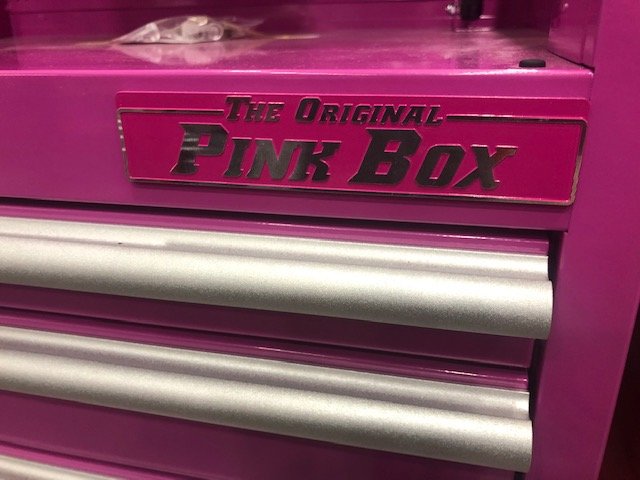 The Original
Pink Box